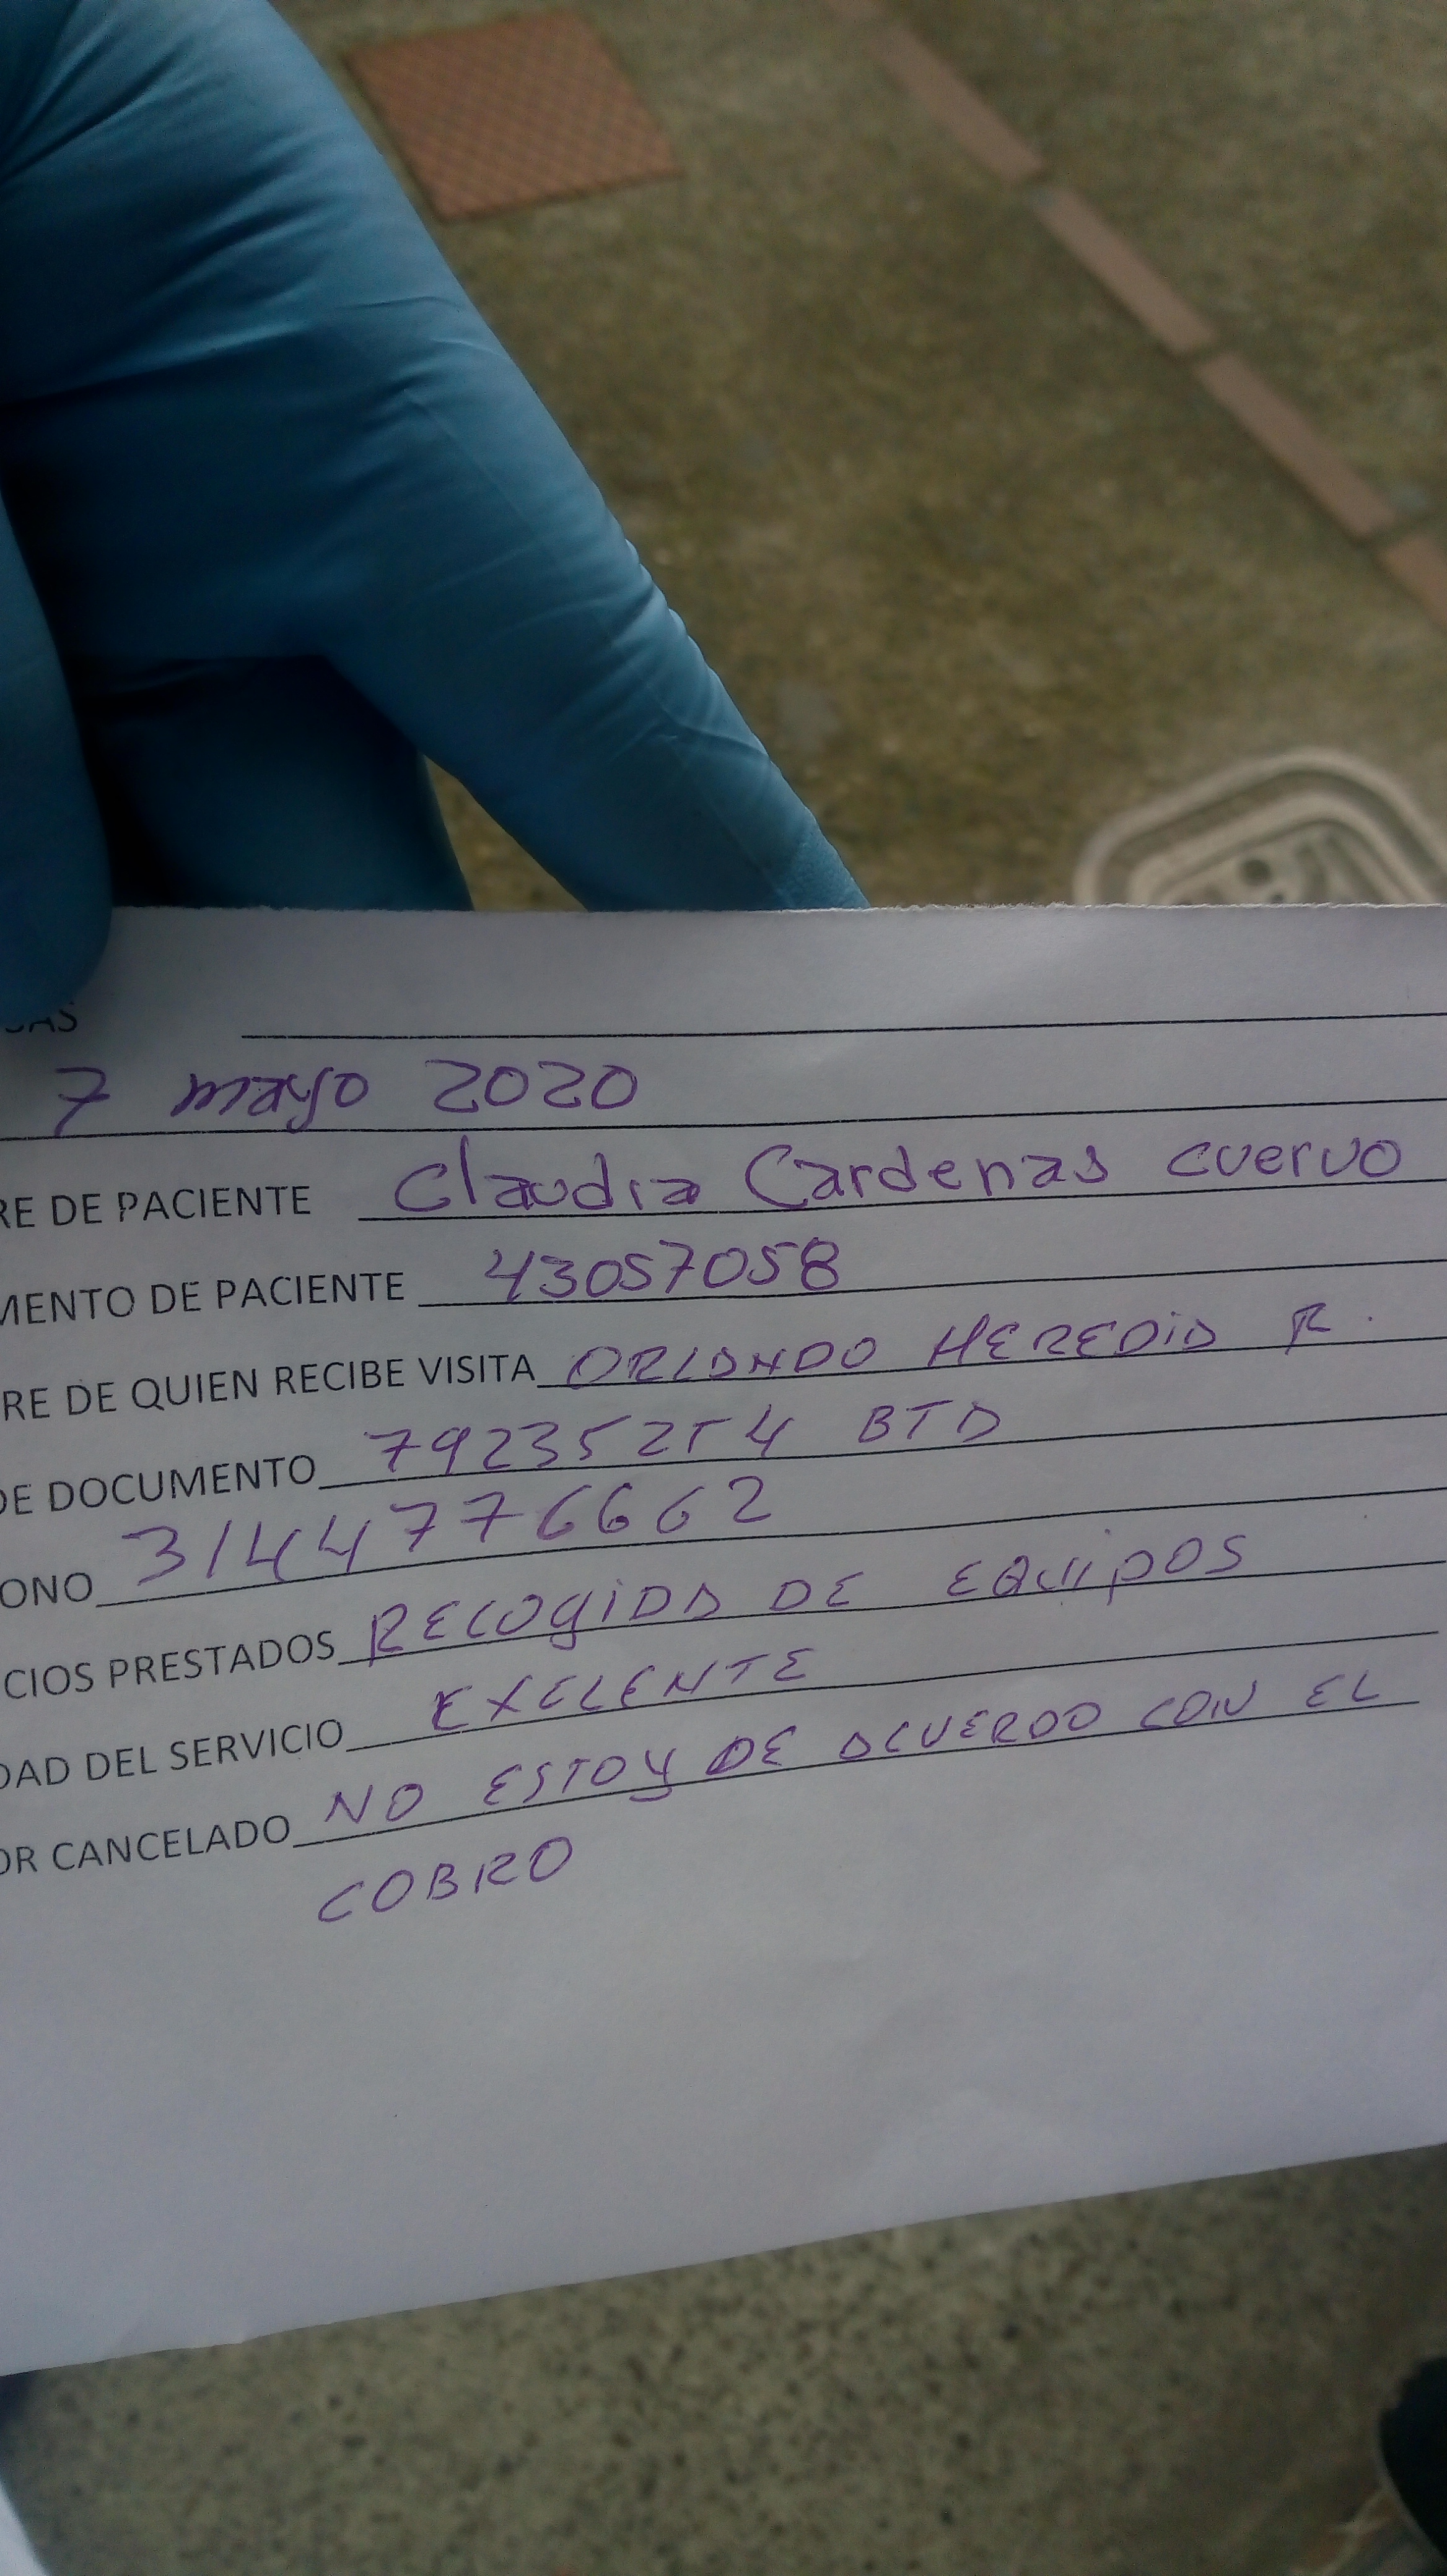 7 mayo 2020
RE DE PACIENTE Claudia Cardenas cuervo
MENTO DE PACIENTE 43057058
RE DE QUIEN RECIBE VISITA ORLANDO HEREDIA R.
DE DOCUMENTO BTA
ONO 3144776662
CIOS PRESTADOS RECOGIDA DE EQUIPOS
DAD DEL SERVICIO EXELENTE
OR CANCELADO NO ESTOY DE ACUERDO CON EL
COBRO